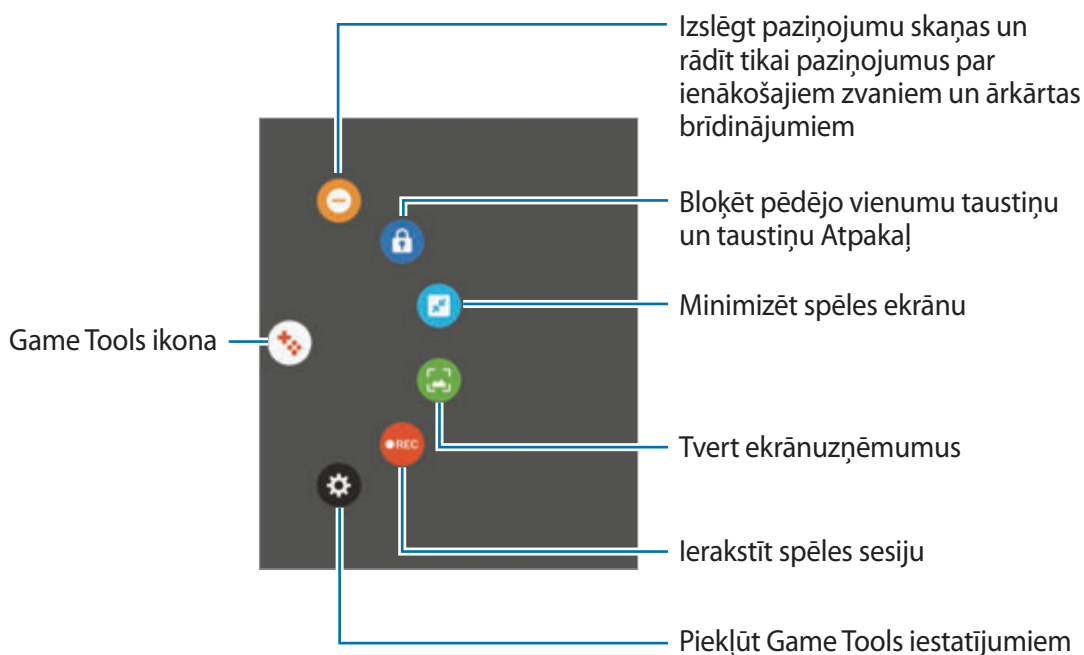 Izslēgt paziņojumu skaņas un
rādīt tikai paziņojumus par
ienākošajiem zvaniem un ārkārtas
brīdinājumiem
Bloķēt pēdējo vienumu taustiņu
un taustiņu Atpakaļ
Minimizēt spēles ekrānu
Game Tools ikona
Tvert ekrānuzņēmumus
REC
Ierakstīt spēles sesiju
Piekļūt Game Tools iestatījumiem